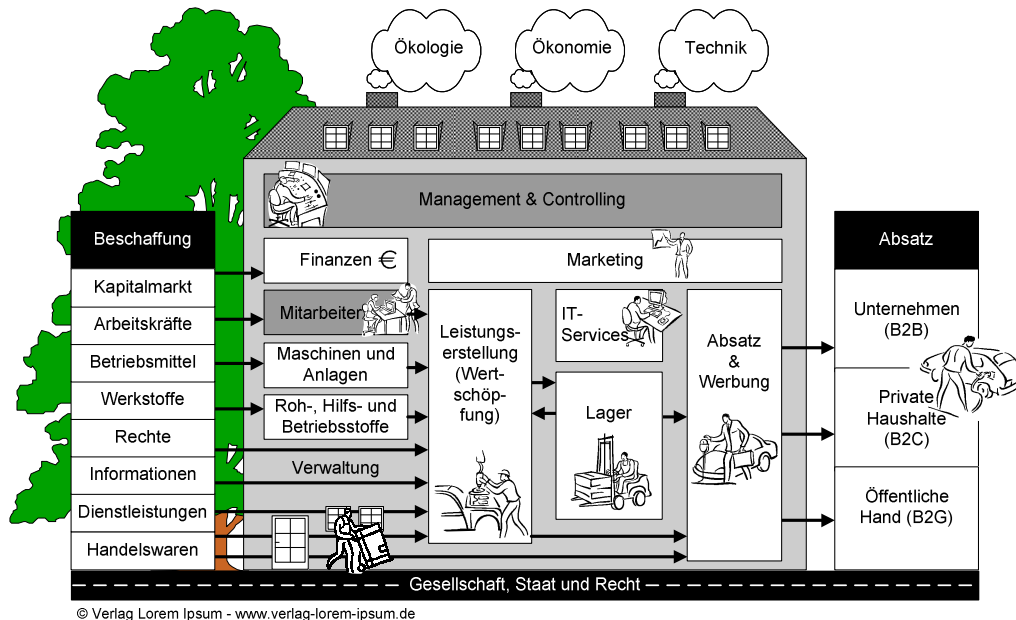 Ökologie
Ökonomie
Technik
Management & Controlling
Beschaffung
Kapitalmarkt
Arbeitskräfte
Betriebsmittel
Werkstoffe
Rechte
Informationen
Dienstleistungen
Handelswaren
Finanzen €
Mitarbeiter
Maschinen und
Anlagen
Roh-, Hilfs- und
Betriebsstoffe
Verwaltung
Marketing
Leistungs-
erstellung
(Wert-
schöp-
fung)
IT-
Services
Lager
Absatz
&
Werbung
Absatz
Unternehmen
(B2B)
Private
Haushalte
(B2C)
Öffentliche
Hand (B2G)
Gesellschaft, Staat und Recht
© Verlag Lorem Ipsum - www.verlag-lorem-ipsum.de